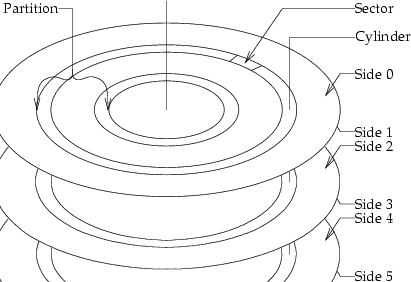 Partition
Sector
Cylinder
Side 0
Side 1
Side 2
Side 3
Side 4
Side 5